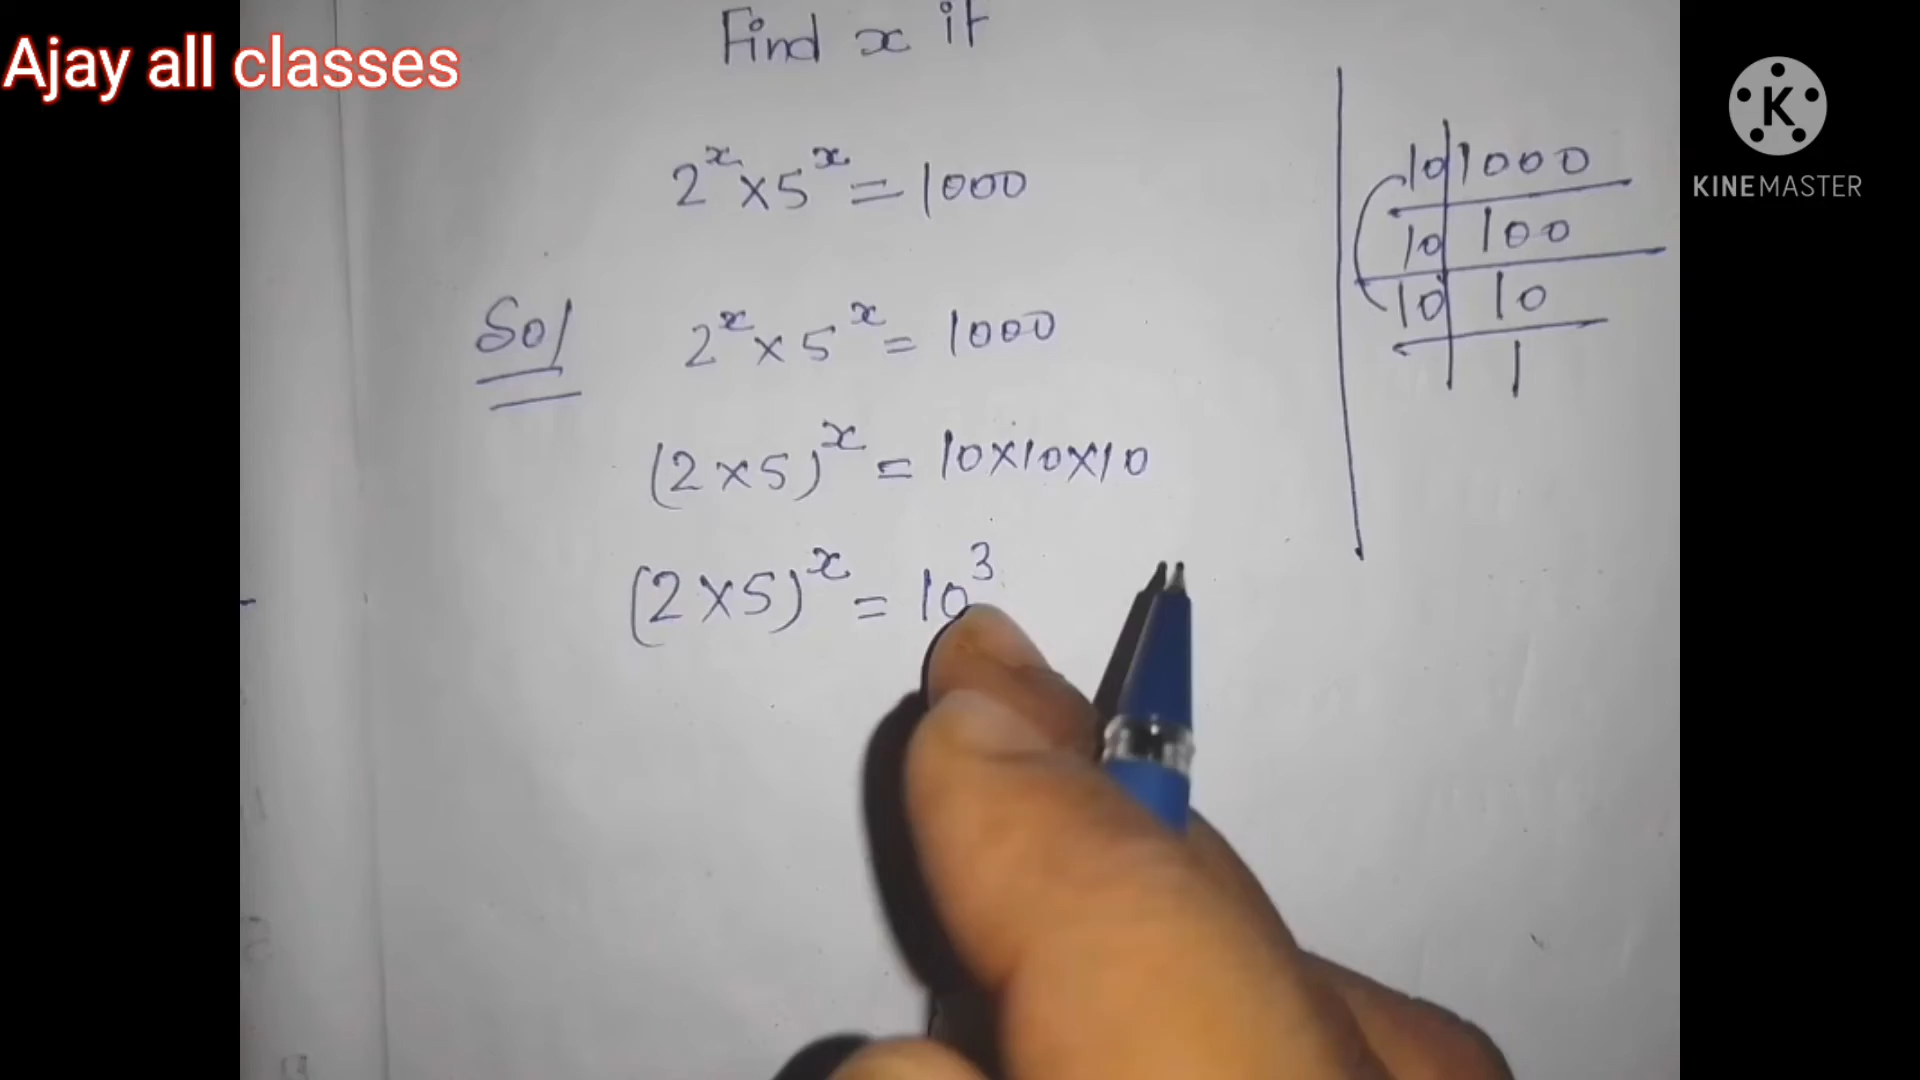 Ajay all classes
Find x if
2^x × 5^x = 1000
Sol 2^x × 5^x = 1000
(2×5)^x = 10×10×10
(2×5)^x = 10^3
10 | 1000
10 | 100
10 | 10
1
K
KINEMASTER